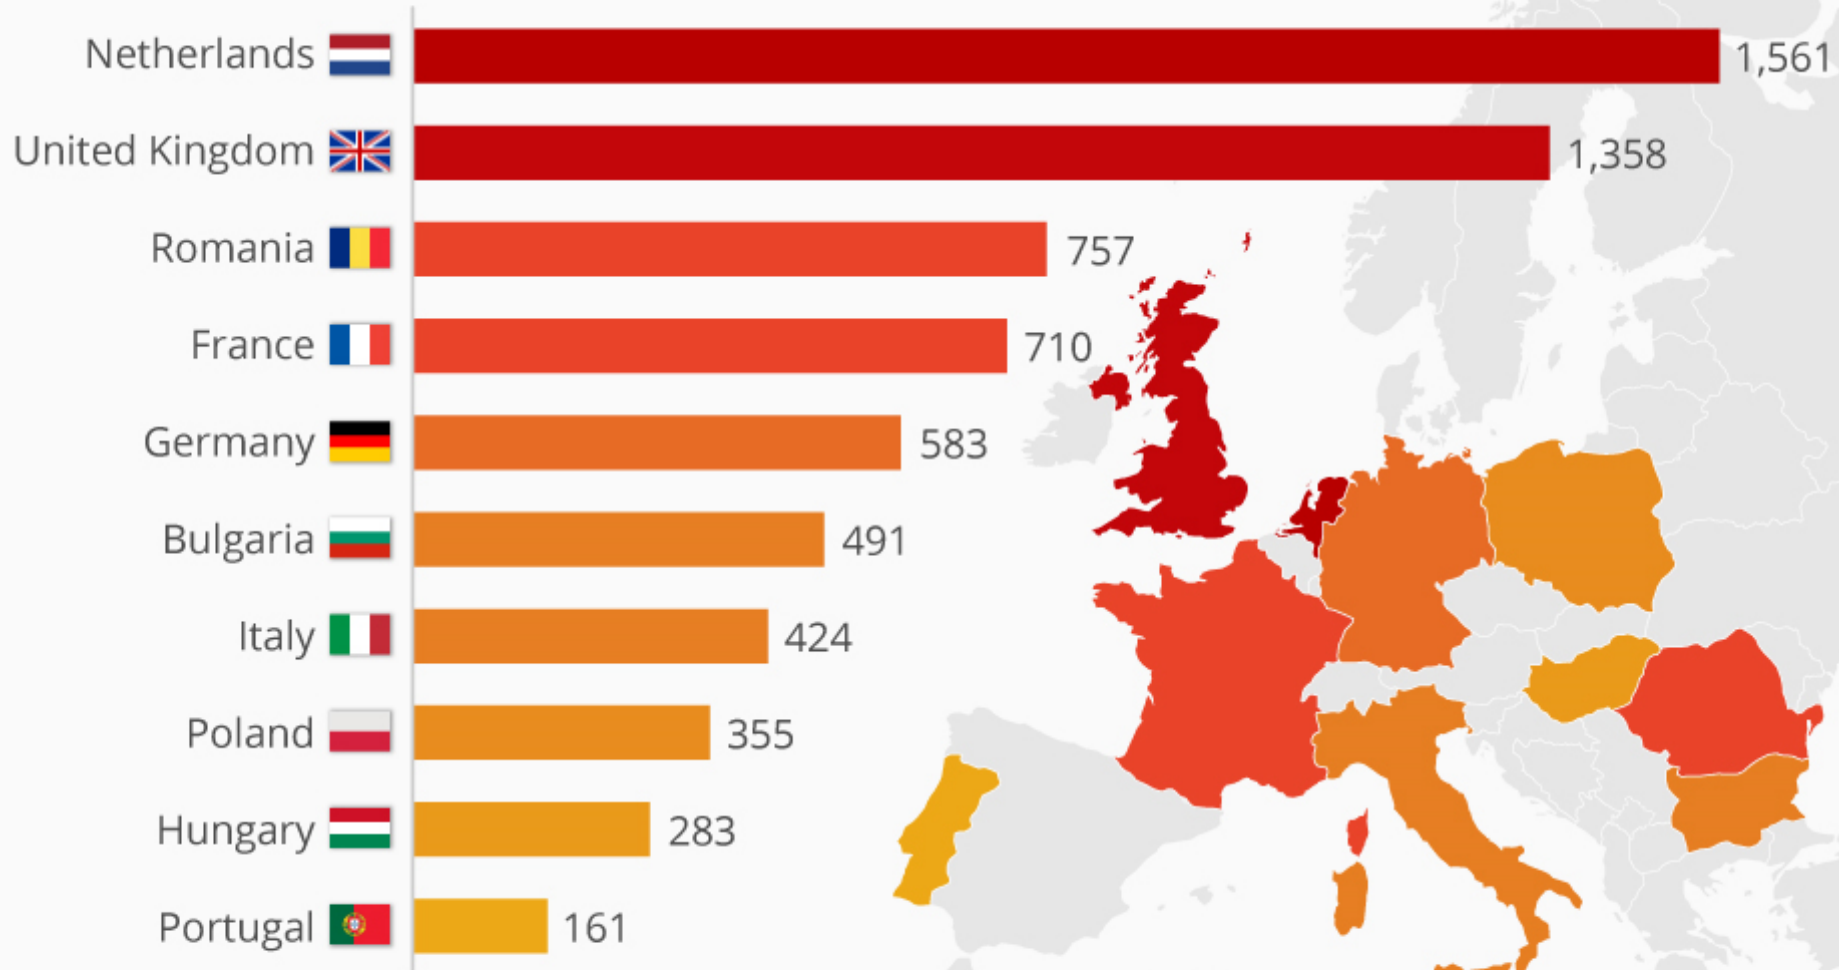 Netherlands 1,561
United Kingdom 1,358
Romania 757
France 710
Germany 583
Bulgaria 491
Italy 424
Poland 355
Hungary 283
Portugal 161